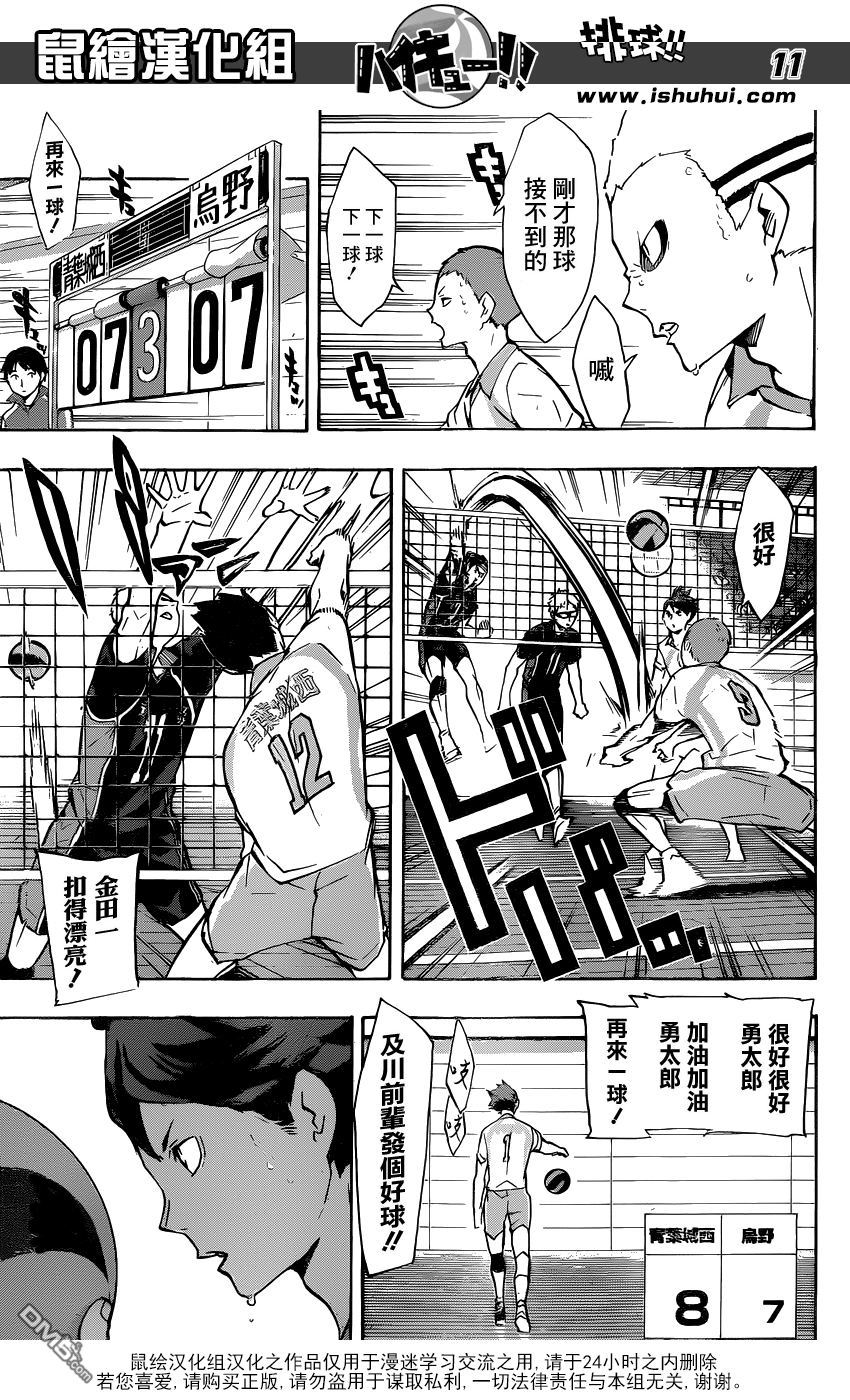 鼠繪漢化組
ハイキュー!!
排球!!
11
www.ishuhui.com
剛才那球
接不到的
嘁
下一球
下一球!
再來一球!
青葉城西
烏野
07
3
07
很好
ド
3
金田一
扣得漂亮!
青葉城西
12
很好很好
勇太郎
加油加油
勇太郎
再來一球!
吱
吱
1
青葉城西
烏野
8
7
及川前輩發個好球!!
DM5.com
鼠绘汉化组汉化之作品仅用于漫迷学习交流之用, 请于24小时之内删除
若您喜爱, 请购买正版, 请勿盗用于谋取私利, 一切法律责任与本组无关, 谢谢。